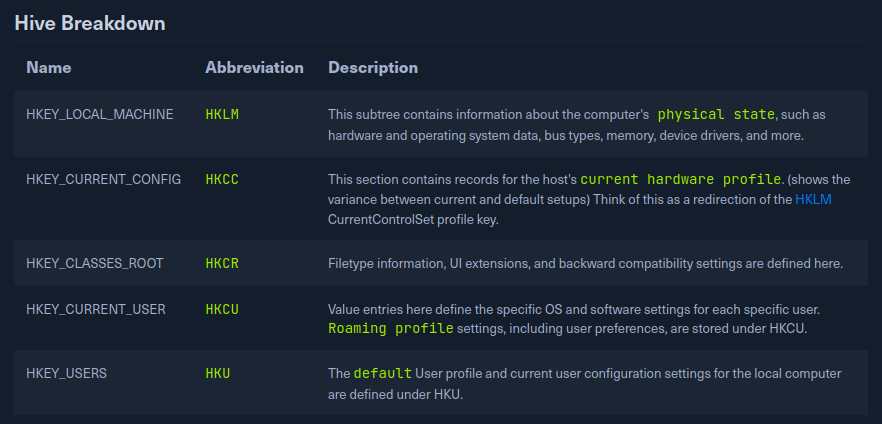 Hive Breakdown
Name Abbreviation Description
HKEY_LOCAL_MACHINE HKLM This subtree contains information about the computer's physical state, such as
hardware and operating system data, bus types, memory, device drivers, and more.
HKEY_CURRENT_CONFIG HKCC This section contains records for the host's current hardware profile. (shows the
variance between current and default setups) Think of this as a redirection of the HKLM
CurrentControlSet profile key.
HKEY_CLASSES_ROOT HKCR Filetype information, UI extensions, and backward compatibility settings are defined here.
HKEY_CURRENT_USER HKCU Value entries here define the specific OS and software settings for each specific user.
Roaming profile settings, including user preferences, are stored under HKCU.
HKEY_USERS HKU The default User profile and current user configuration settings for the local computer
are defined under HKU.